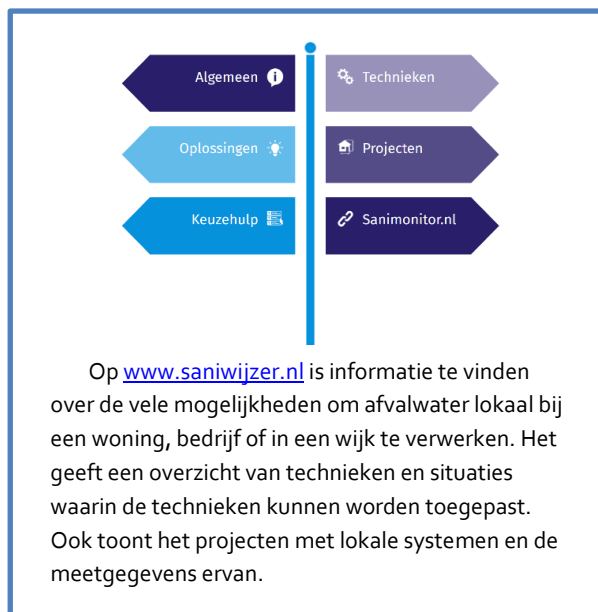 Algemeen
Technieken
Oplossingen
Projecten
Keuzehulp
Sanimonitor.nl
Op www.saniwijzer.nl is informatie te vinden
over de vele mogelijkheden om afvalwater lokaal bij
een woning, bedrijf of in een wijk te verwerken. Het
geeft een overzicht van technieken en situaties
waarin de technieken kunnen worden toegepast.
Ook toont het projecten met lokale systemen en de
meetgegevens ervan.